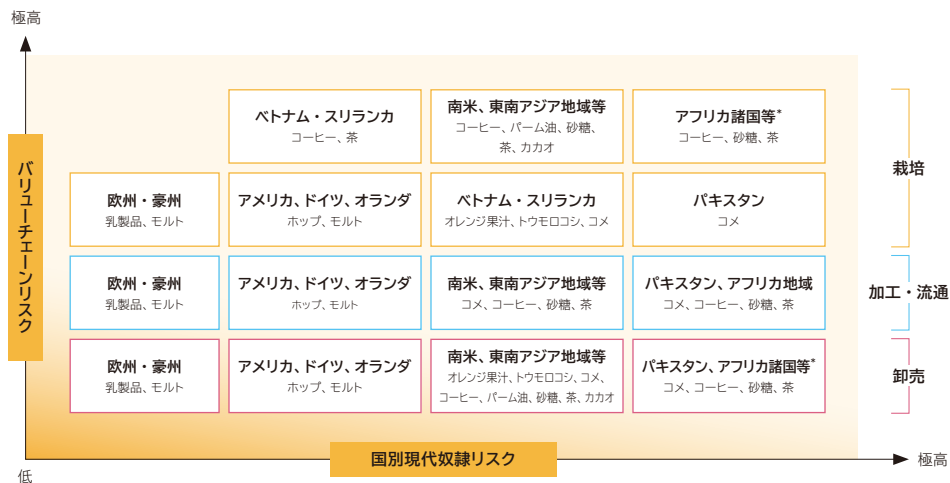 極高
ベトナム・スリランカ
コーヒー、茶
南米、東南アジア地域等
コーヒー、パーム油、砂糖、
茶、カカオ
アフリカ諸国等*
コーヒー、砂糖、茶
栽培
欧州・豪州
乳製品、モルト
アメリカ、ドイツ、オランダ
ホップ、モルト
ベトナム・スリランカ
オレンジ果汁、トウモロコシ、コメ
パキスタン
コメ
バリューチェーンリスク
欧州・豪州
乳製品、モルト
アメリカ、ドイツ、オランダ
ホップ、モルト
南米、東南アジア地域等
コメ、コーヒー、砂糖、茶
パキスタン、アフリカ地域
コメ、コーヒー、砂糖、茶
加工・流通
欧州・豪州
乳製品、モルト
アメリカ、ドイツ、オランダ
ホップ、モルト
南米、東南アジア地域等
オレンジ果汁、トウモロコシ、コメ、
コーヒー、パーム油、砂糖、茶、カカオ
パキスタン、アフリカ諸国等*
コメ、コーヒー、砂糖、茶
卸売
低
国別現代奴隷リスク
極高